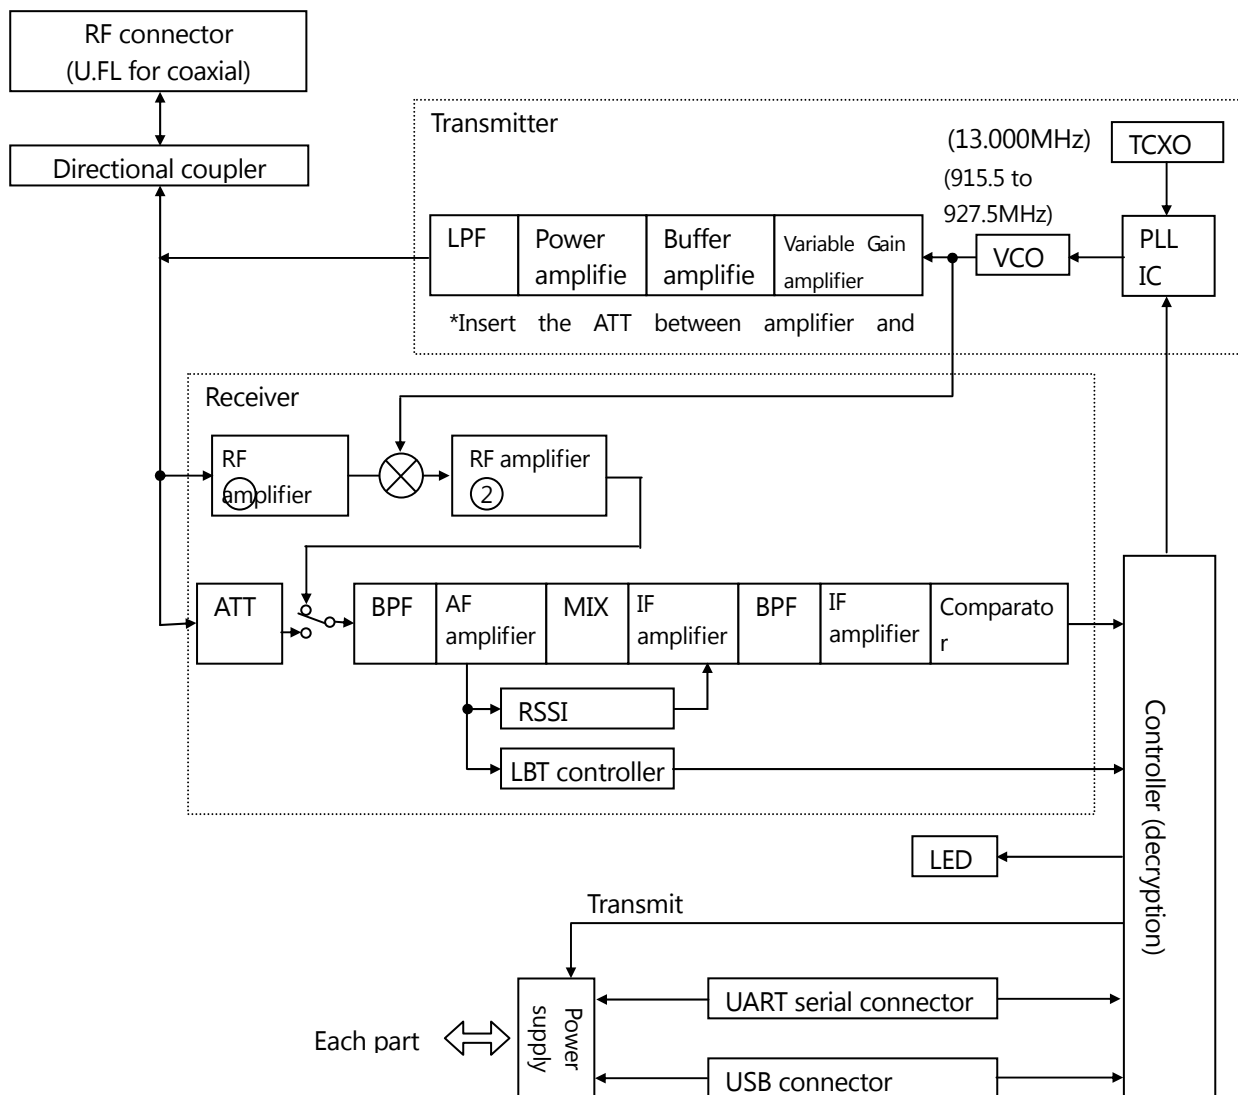 RF connector
(U.FL for coaxial)
Directional coupler
Transmitter
(13.000MHz)
TCXO
(915.5 to
927.5MHz)
LPF
Power
amplifie
Buffer
amplifie
Variable Gain
amplifier
VCO
PLL
IC
*Insert the ATT between amplifier and
Receiver
RF
amplifier
RF amplifier
2
ATT
BPF
AF
amplifier
MIX
IF
amplifier
BPF
IF
amplifier
Comparato
r
RSSI
LBT controller
Controller (decryption)
LED
Transmit
Power
supply
UART serial connector
Each part
USB connector